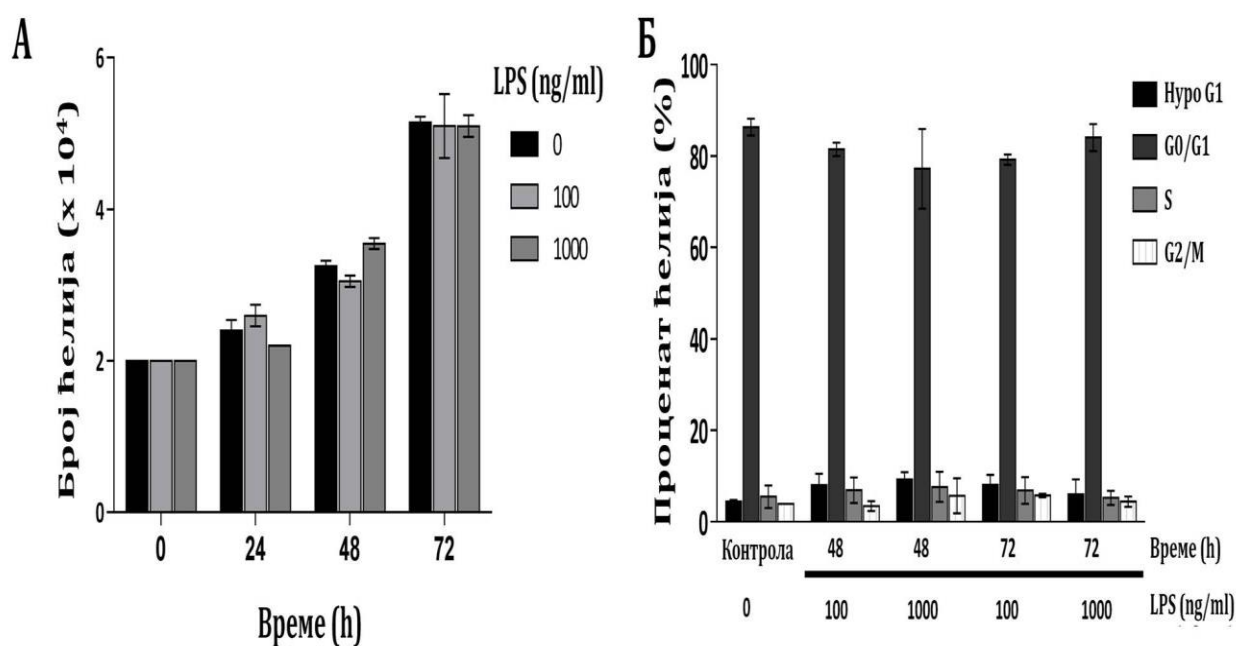 А
Број ћелија (x 10⁴)
6
4
2
0
0 24 48 72
Време (h)
LPS (ng/ml)
0
100
1000
Б
Проценат ћелија (%)
100
80
60
40
20
0
Hypo G1
G0/G1
S
G2/M
Контрола 48 48 72 72 Време (h)
0 100 1000 100 1000 LPS (ng/ml)